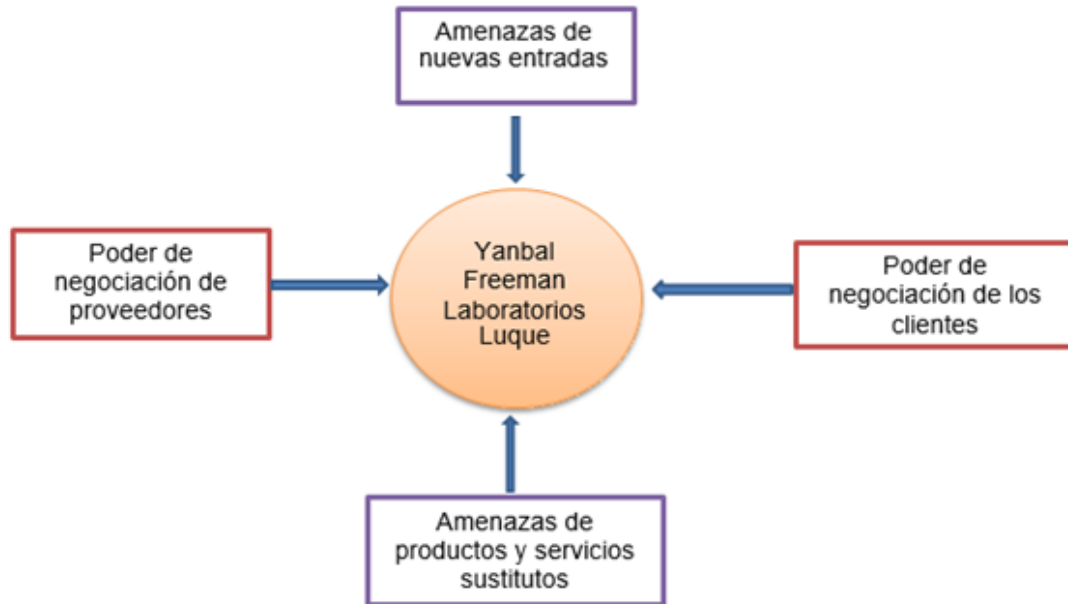 Amenazas de
nuevas entradas
Poder de
negociación de
proveedores
Yanbal
Freeman
Laboratorios
Luque
Poder de
negociación de los
clientes
Amenazas de
productos y servicios
sustitutos